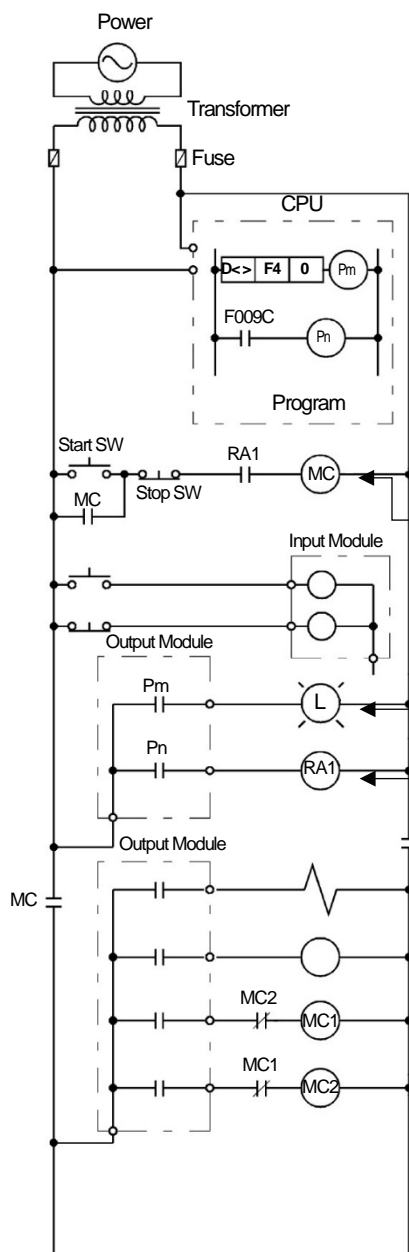 Power
Transformer
Fuse
CPU
D<> F4 0 Pm
F009C
Pn
Program
Start SW
RA1
MC
MC
Stop SW
Input Module
Output Module
Pm
L
Pn
RA1
Output Module
MC
MC2
MC1
MC1
MC2